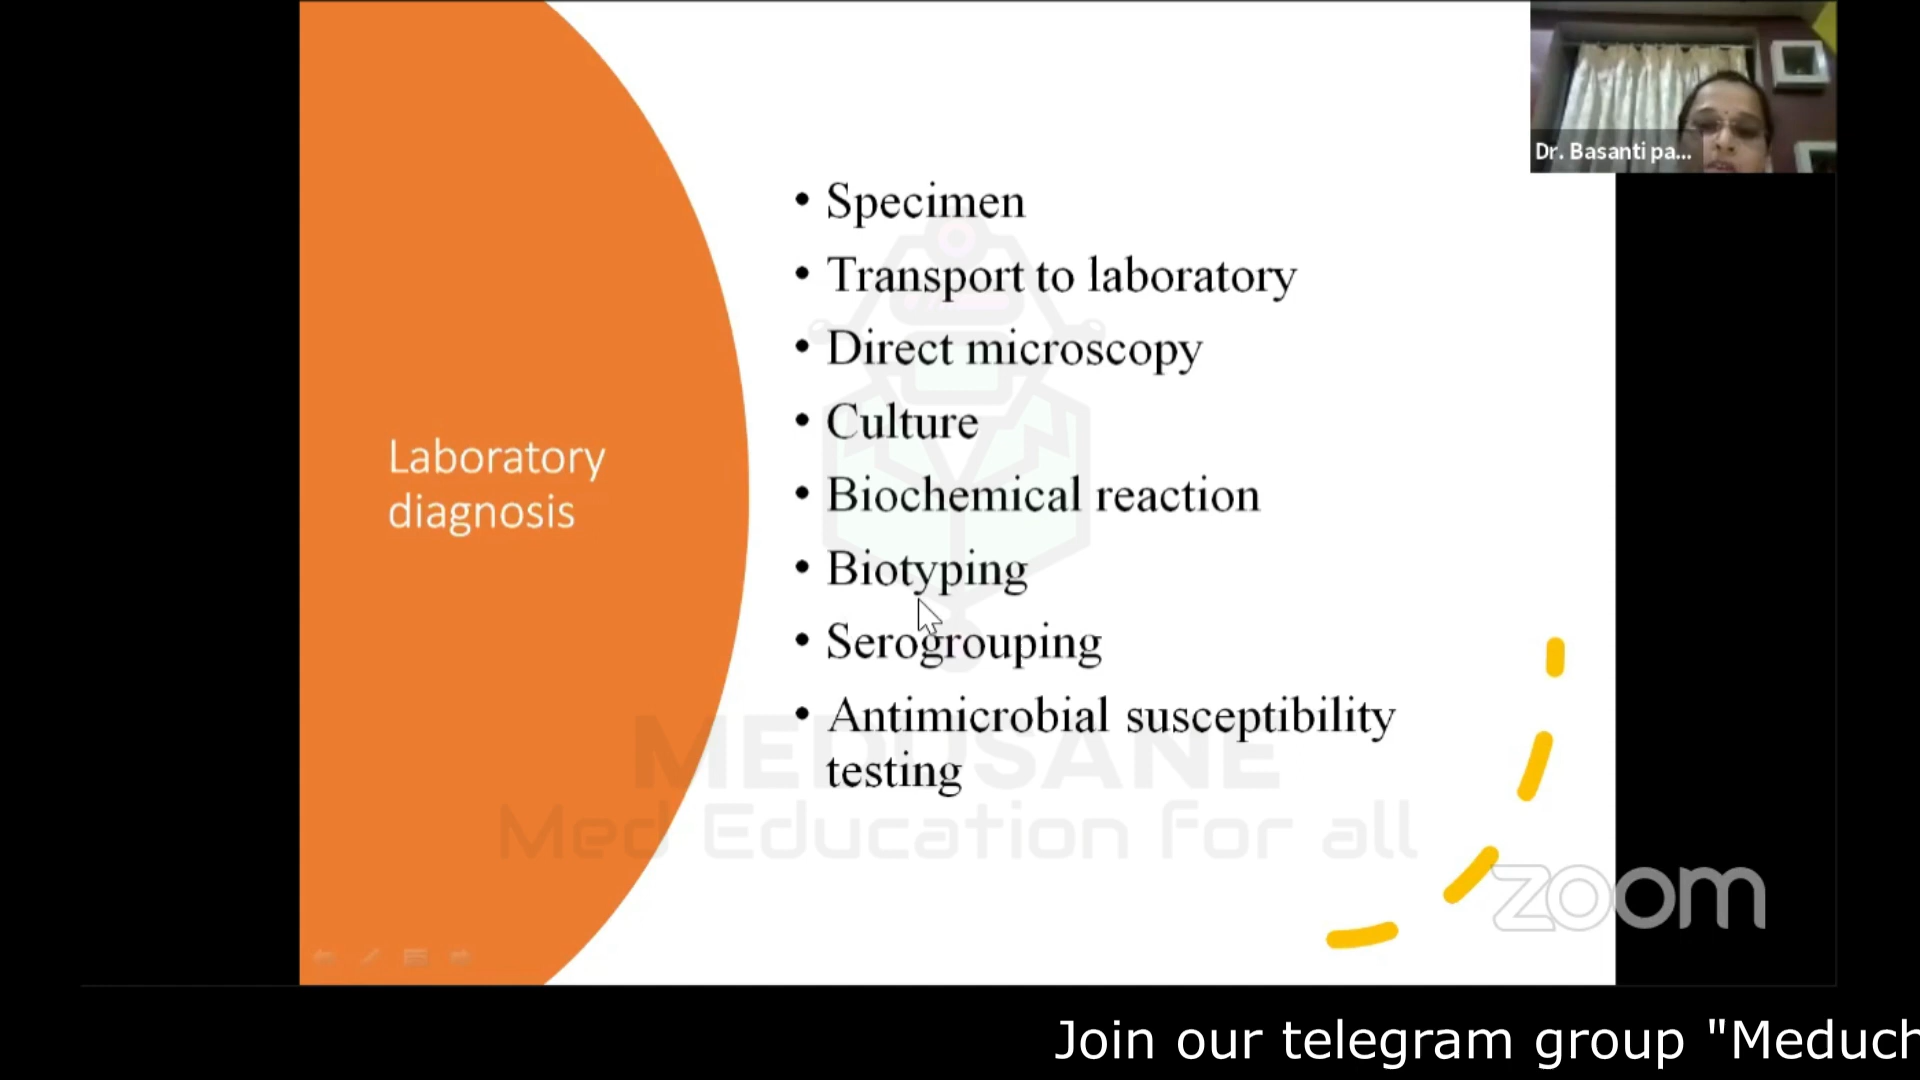 Dr. Basanti pa...
• Specimen
• Transport to laboratory
• Direct microscopy
• Culture
Laboratory
diagnosis
• Biochemical reaction
• Biotyping
• Serogrouping
• Antimicrobial susceptibility
testing
MEDUSANE
Med Education for all
zoom
Join our telegram group "Meduch